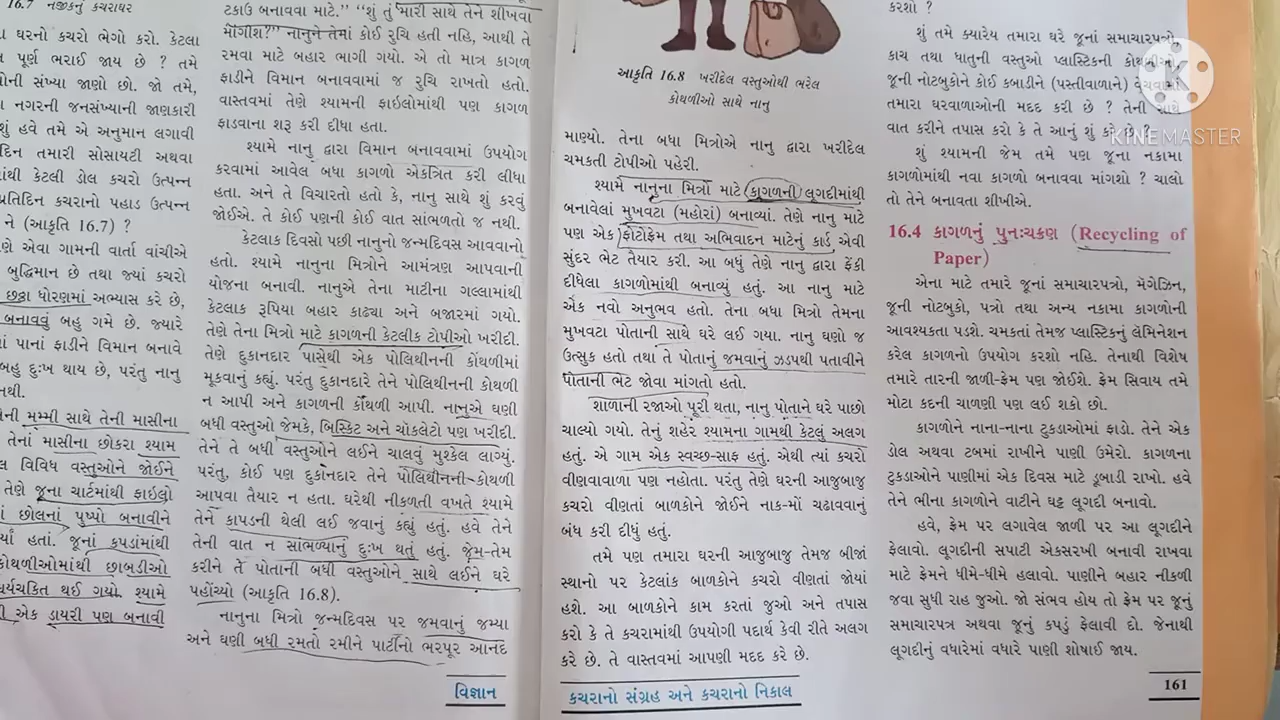 16.7 નજીકનું કચરાઘર
ઘરનો કચરો ભેગો કરો. કેટલા
પૂર્ણ ભરાઈ જાય છે ? તમે
ની સંખ્યા જાણો છો. જો તમે,
નગરની જનસંખ્યાની જાણકારી
શું હવે તમે એ અનુમાન લગાવી
દિન તમારી સોસાયટી અથવા
થી કેટલી ડોલ કચરો ઉત્પન્ન
પ્રતિદિન કચરાનો પહાડ ઉત્પન્ન
ને (આકૃતિ 16.7) ?
ણે એવા ગામની વાર્તા વાંચીએ
બુદ્ધિમાન છે તથા જ્યાં કચરો
છઠ્ઠા ધોરણમાં અભ્યાસ કરે છે,
બનાવવું બહુ ગમે છે. જ્યારે
પાનાં ફાડીને વિમાન બનાવે
બહુ દુઃખ થાય છે, પરંતુ નાનુ
નથી.
ની મમ્મી સાથે તેની માસીના
તેનાં માસીના છોકરા શ્યામ
વિવિધ વસ્તુઓને જોઈને
તેણે જૂના ચાર્ટમાંથી ફાઇલો
છોલનાં પુષ્પો બનાવીને
હતાં. જૂનાં કપડાંમાંથી
કોથળીઓમાંથી છાબડીઓ
ર્યચકિત થઈ ગયો. શ્યામે
એક ડાયરી પણ બનાવી
ટકાઉ બનાવવા માટે.” “શું તું મારી સાથે તેને શીખવા
માંગીશ?” નાનુને તેમાં કોઈ રુચિ હતી નહિ, આથી તે
રમવા માટે બહાર ભાગી ગયો. એ તો માત્ર કાગળ
ફાડીને વિમાન બનાવવામાં જ રુચિ રાખતો હતો.
વાસ્તવમાં તેણે શ્યામની ફાઇલોમાંથી પણ કાગળ
ફાડવાના શરૂ કરી દીધા હતા.
શ્યામે નાનુ દ્વારા વિમાન બનાવવામાં ઉપયોગ
કરવામાં આવેલ બધા કાગળો એકત્રિત કરી લીધા
હતા. અને તે વિચારતો હતો કે, નાનુ સાથે શું કરવું
જોઈએ. તે કોઈ પણની કોઈ વાત સાંભળતો જ નથી.
કેટલાક દિવસો પછી નાનુનો જન્મદિવસ આવવાનો
હતો. શ્યામે નાનુના મિત્રોને આમંત્રણ આપવાની
યોજના બનાવી. નાનુએ તેના માટીના ગલ્લામાંથી
કેટલાક રૂપિયા બહાર કાઢ્યા અને બજારમાં ગયો.
તેણે તેના મિત્રો માટે કાગળની કેટલીક ટોપીઓ ખરીદી.
તેણે દુકાનદાર પાસેથી એક પોલિથીનની કોથળીમાં
મૂકવાનું કહ્યું. પરંતુ દુકાનદારે તેને પોલિથીનની કોથળી
ન આપી અને કાગળની કૉથળી આપી. નાનુએ ઘણી
બધી વસ્તુઓ જેમકે, બિસ્કિટ અને ચોકલેટો પણ ખરીદી.
તેને તે બધી વસ્તુઓને લઈને ચાલવું મુશ્કેલ લાગ્યું.
પરંતુ, કોઈ પણ દુકાનદાર તેને પોલિથીનની કોથળી
આપવા તૈયાર ન હતા. ઘરેથી નીકળતી વખતે શ્યામે
તેને કાપડની થેલી લઈ જવાનું કહ્યું હતું. હવે તેને
તેની વાત ન સાંભળ્યાનું દુઃખ થતું હતું. જેમ-તેમ
કરીને તે પોતાની બધી વસ્તુઓને સાથે લઈને ઘરે
પહોંચ્યો (આકૃતિ 16.8).
નાનુના મિત્રો જન્મદિવસ પર જમવાનું જમ્યા
અને ઘણી બધી રમતો રમીને પાર્ટીનો ભરપૂર આનંદ
વિજ્ઞાન
આકૃતિ 16.8 ખરીદેલ વસ્તુઓથી ભરેલ
કોથળીઓ સાથે નાનુ
માણ્યો. તેના બધા મિત્રોએ નાનુ દ્વારા ખરીદેલ
ચમકતી ટોપીઓ પહેરી.
શ્યામે નાનુના મિત્રો માટે કાગળની લૂગદીમાંથી
બનાવેલાં મુખવટા (મહોરાં) બનાવ્યાં. તેણે નાનુ માટે
પણ એક ફોટોફ્રેમ તથા અભિવાદન માટેનું કાર્ડ એવી
સુંદર ભેટ તૈયાર કરી. આ બધું તેણે નાનુ દ્વારા ફેંકી
દીધેલા કાગળોમાંથી બનાવ્યું હતું. આ નાનુ માટે
એક નવો અનુભવ હતો. તેના બધા મિત્રો તેમના
મુખવટા પોતાની સાથે ઘરે લઈ ગયા. નાનુ ઘણો જ
ઉત્સુક હતો તથા તે પોતાનું જમવાનું ઝડપથી પતાવીને
પોતાની ભેટ જોવા માંગતો હતો.
શાળાની રજાઓ પૂરી થતા, નાનુ પોતાને ઘરે પાછો
ચાલ્યો ગયો. તેનું શહેર શ્યામના ગામથી કેટલું અલગ
હતું. એ ગામ એક સ્વચ્છ-સાફ હતું. એથી ત્યાં કચરો
વીણવાવાળા પણ નહોતા. પરંતુ તેણે ઘરની આજુબાજુ
કચરો વીણતાં બાળકોને જોઈને નાક-મોં ચઢાવવાનું
બંધ કરી દીધું હતું.
તમે પણ તમારા ઘરની આજુબાજુ તેમજ બીજાં
સ્થાનો પર કેટલાંક બાળકોને કચરો વીણતાં જોયાં
હશે. આ બાળકોને કામ કરતાં જુઓ અને તપાસ
કરો કે તે કચરામાંથી ઉપયોગી પદાર્થ કેવી રીતે અલગ
કરે છે. તે વાસ્તવમાં આપણી મદદ કરે છે.
કચરાનો સંગ્રહ અને કચરાનો નિકાલ
કરશો ?
શું તમે ક્યારેય તમારા ઘરે જૂનાં સમાચારપત્રો,
કાચ તથા ધાતુની વસ્તુઓ પ્લાસ્ટિકની કોથળીઓ,
જૂની નોટબુકોને કોઈ કબાડીને (પસ્તીવાળાને) વેચવામાં
તમારા ઘરવાળાઓની મદદ કરી છે ? તેની સાથે
વાત કરીને તપાસ કરો કે તે આનું શું કરે છે.
શું શ્યામની જેમ તમે પણ જૂના નકામા
કાગળોમાંથી નવા કાગળો બનાવવા માંગશો ? ચાલો
તો તેને બનાવતા શીખીએ.
16.4 કાગળનું પુનઃચક્રણ (Recycling of
Paper)
એના માટે તમારે જૂનાં સમાચારપત્રો, મૅગેઝિન,
જૂની નોટબુકો, પત્રો તથા અન્ય નકામા કાગળોની
આવશ્યકતા પડશે. ચમકતાં તેમજ પ્લાસ્ટિકનું લેમિનેશન
કરેલ કાગળનો ઉપયોગ કરશો નહિ. તેનાથી વિશેષ
તમારે તારની જાળી-ફ્રેમ પણ જોઈશે. ફ્રેમ સિવાય તમે
મોટા કદની ચાળણી પણ લઈ શકો છો.
કાગળોને નાના-નાના ટુકડાઓમાં ફાડો. તેને એક
ડોલ અથવા ટબમાં રાખીને પાણી ઉમેરો. કાગળના
ટુકડાઓને પાણીમાં એક દિવસ માટે ડૂબાડી રાખો. હવે
તેને ભીના કાગળોને વાટીને ઘટ્ટ લૂગદી બનાવો.
હવે, ફ્રેમ પર લગાવેલ જાળી પર આ લૂગદીને
ફેલાવો. લૂગદીની સપાટી એકસરખી બનાવી રાખવા
માટે ફ્રેમને ધીમે-ધીમે હલાવો. પાણીને બહાર નીકળી
જવા સુધી રાહ જુઓ. જો સંભવ હોય તો ફ્રેમ પર જૂનું
સમાચારપત્ર અથવા જૂનું કપડું ફેલાવી દો. જેનાથી
લૂગદીનું વધારેમાં વધારે પાણી શોષાઈ જાય.
161
KINEMASTER